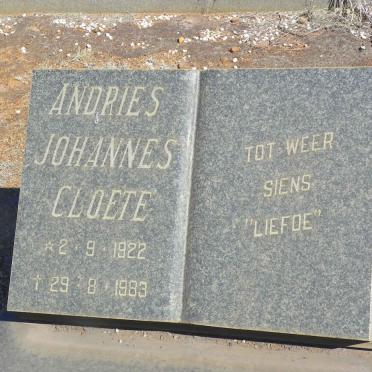 ANDRIES
JOHANNES
CLOETE
☆ 2 · 9 · 1922
† 29 · 8 · 1983
TOT WEER
SIENS
"LIEFDE"